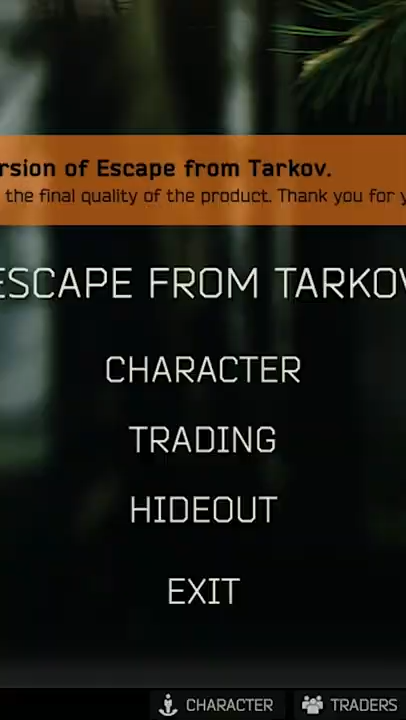 rsion of Escape from Tarkov.
the final quality of the product. Thank you for y
ESCAPE FROM TARKOV
CHARACTER
TRADING
HIDEOUT
EXIT
CHARACTER TRADERS